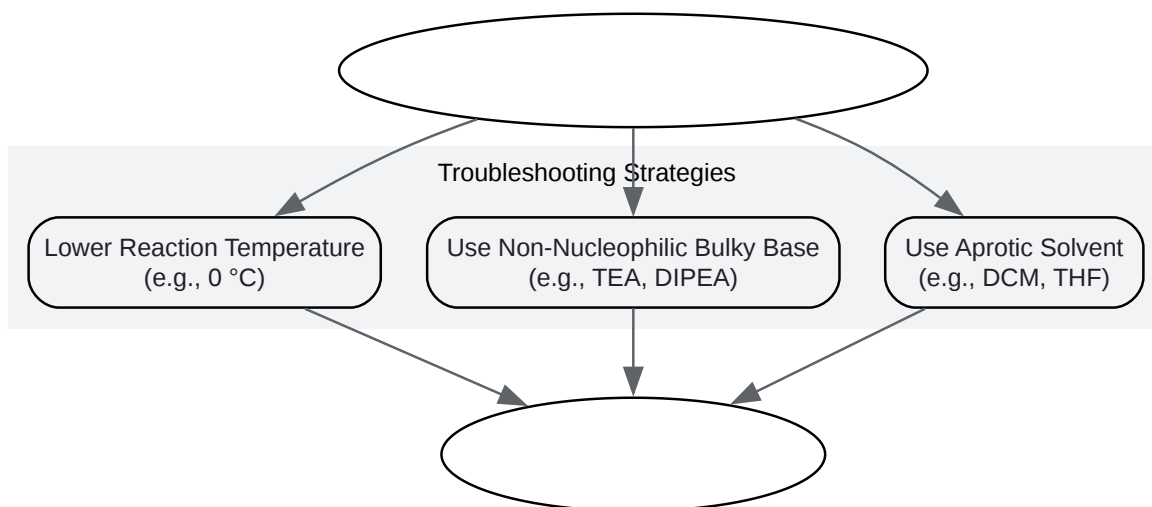 Troubleshooting Strategies
Lower Reaction Temperature
(e.g., 0 °C)
Use Non-Nucleophilic Bulky Base
(e.g., TEA, DIPEA)
Use Aprotic Solvent
(e.g., DCM, THF)